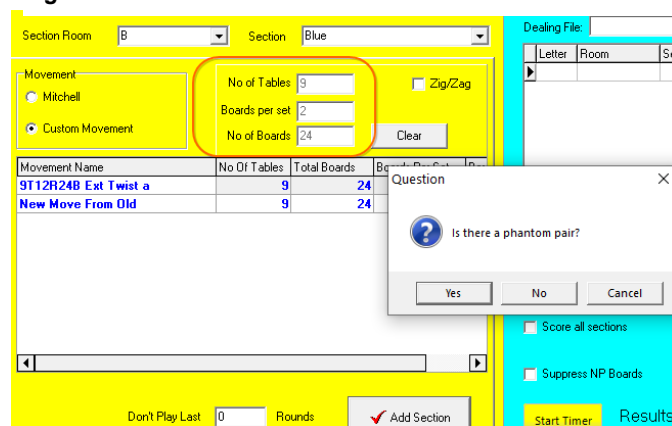 Section Room B Section Blue
Movement
Mitchell
Custom Movement
No of Tables 9
Boards per set 2
No of Boards 24
Zig/Zag
Clear
Movement Name No Of Tables Total Boards
9T12R24B Ext Twist a 9 24
New Move From Old 9 24
Don't Play Last 0 Rounds
Add Section
Dealing File:
Letter Room
Question
X
Is there a phantom pair?
Yes No Cancel
Score all sections
Suppress NP Boards
Start Timer Results